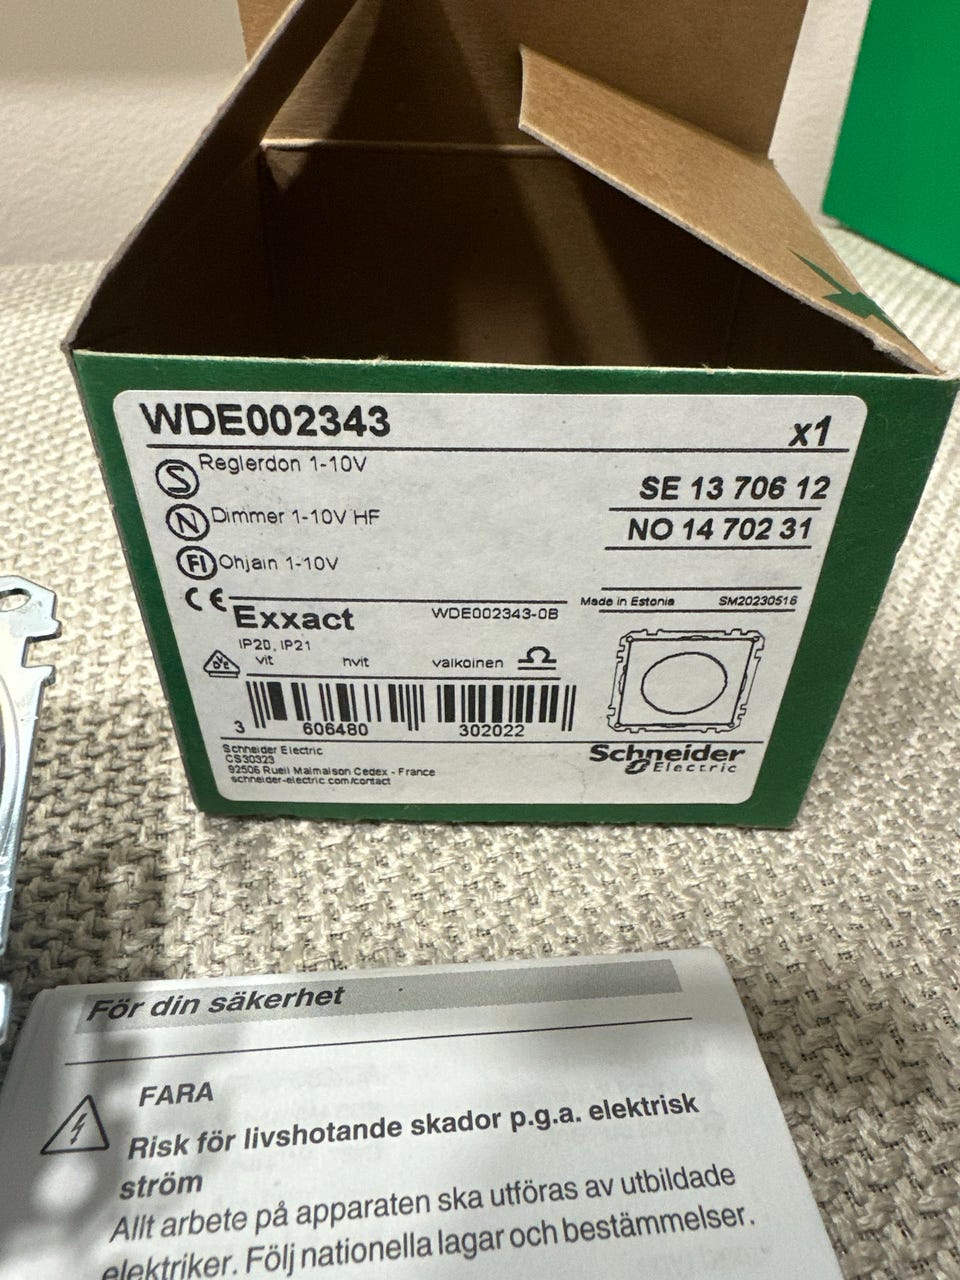 WDE002343
x1
S Reglerdon 1-10V
SE 13 706 12
N Dimmer 1-10V HF
NO 14 702 31
FI Ohjain 1-10V
CE
Made in Estonia SM20230516
Exxact WDE002343-0B
IP20, IP21
vit hvit valkoinen
3 606480 302022
Schneider Electric
CS30323
92506 Rueil Malmaison Cedex - France
schneider-electric.com/contact
Schneider
Electric
För din säkerhet
FARA
Risk för livshotande skador p.g.a. elektrisk
ström
Allt arbete på apparaten ska utföras av utbildade
elektriker. Följ nationella lagar och bestämmelser.